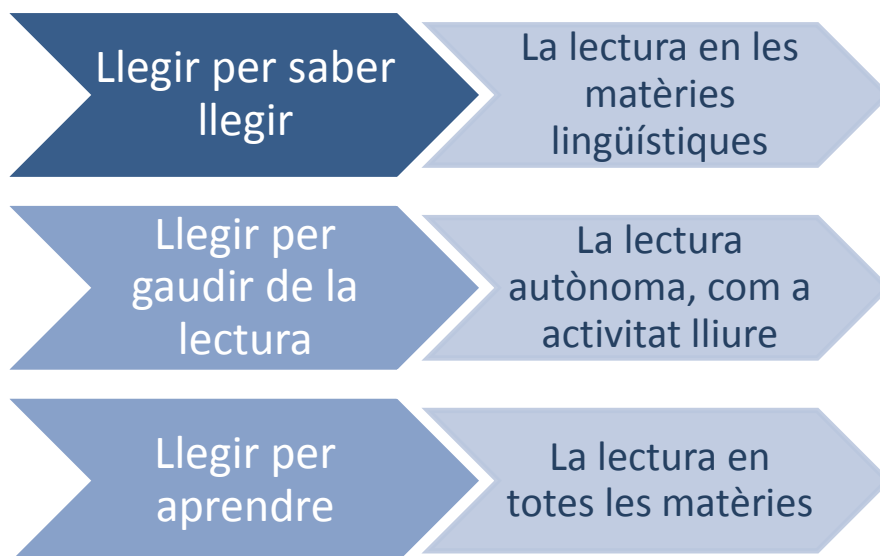 Llegir per saber
llegir
La lectura en les
matèries
lingüístiques
Llegir per
gaudir de la
lectura
La lectura
autònoma, com a
activitat lliure
Llegir per
aprendre
La lectura en
totes les matèries